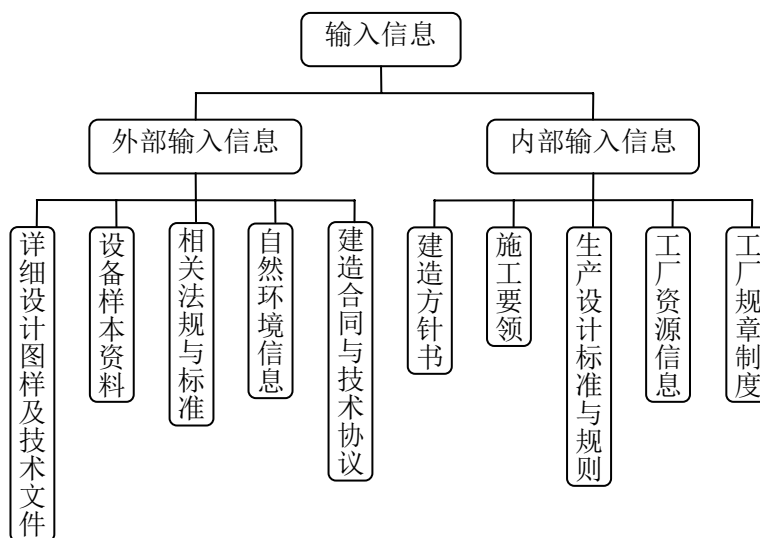 输入信息
外部输入信息
内部输入信息
详细设计图样及技术文件
设备样本资料
相关法规与标准
自然环境信息
建造合同与技术协议
建造方针书
施工要领
生产设计标准与规则
工厂资源信息
工厂规章制度